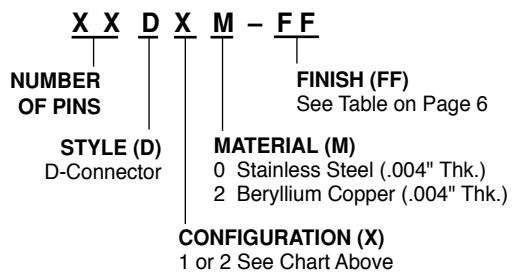 X X D X M – F F
NUMBER
OF PINS
FINISH (FF)
See Table on Page 6
STYLE (D)
D-Connector
MATERIAL (M)
0 Stainless Steel (.004" Thk.)
2 Beryllium Copper (.004" Thk.)
CONFIGURATION (X)
1 or 2 See Chart Above